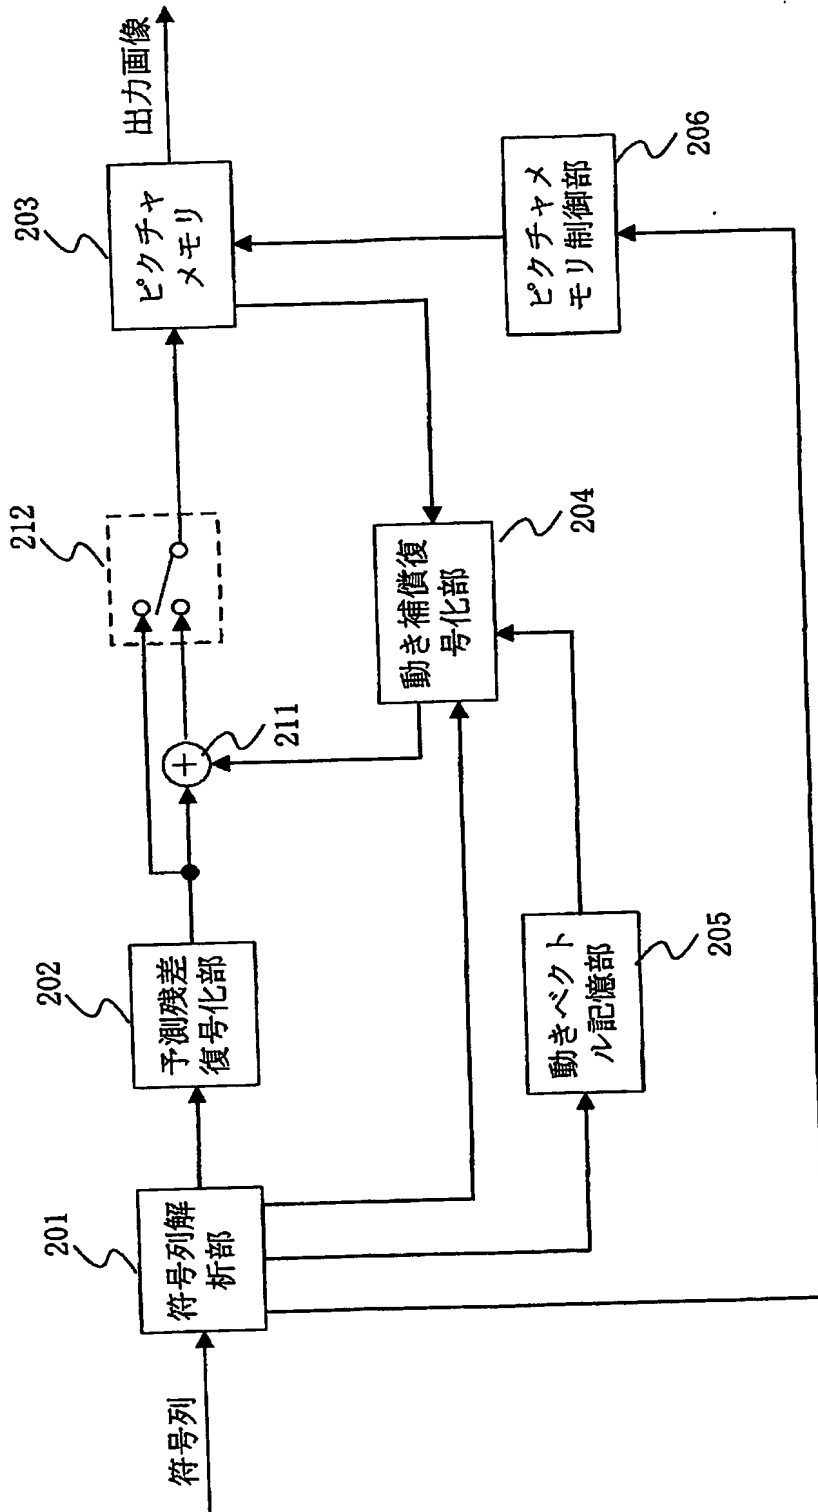 符号列
201
符号列解
析部
202
予測残差
復号化部
211
+
212
203
ピクチャ
メモリ
出力画像
動き補償復
号化部
204
動きベクト
ル記憶部
205
ピクチャメ
モリ制御部
206